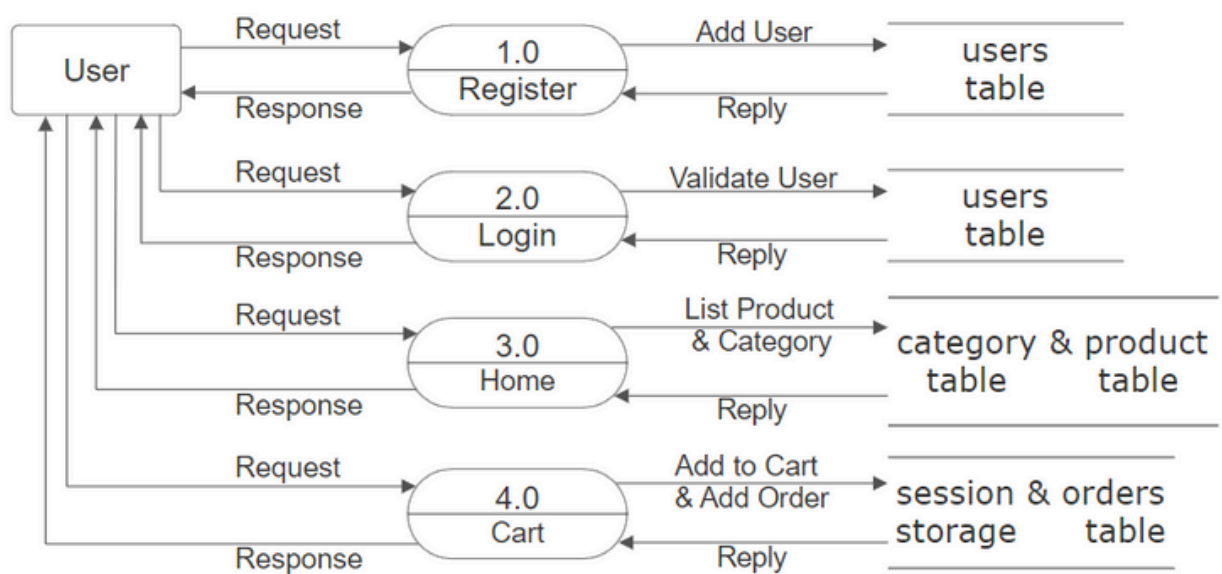 User
Request
Response
1.0
Register
Add User
Reply
users
table
Request
Response
2.0
Login
Validate User
Reply
users
table
Request
Response
3.0
Home
List Product
& Category
Reply
category & product
table table
Request
Response
4.0
Cart
Add to Cart
& Add Order
Reply
session & orders
storage table